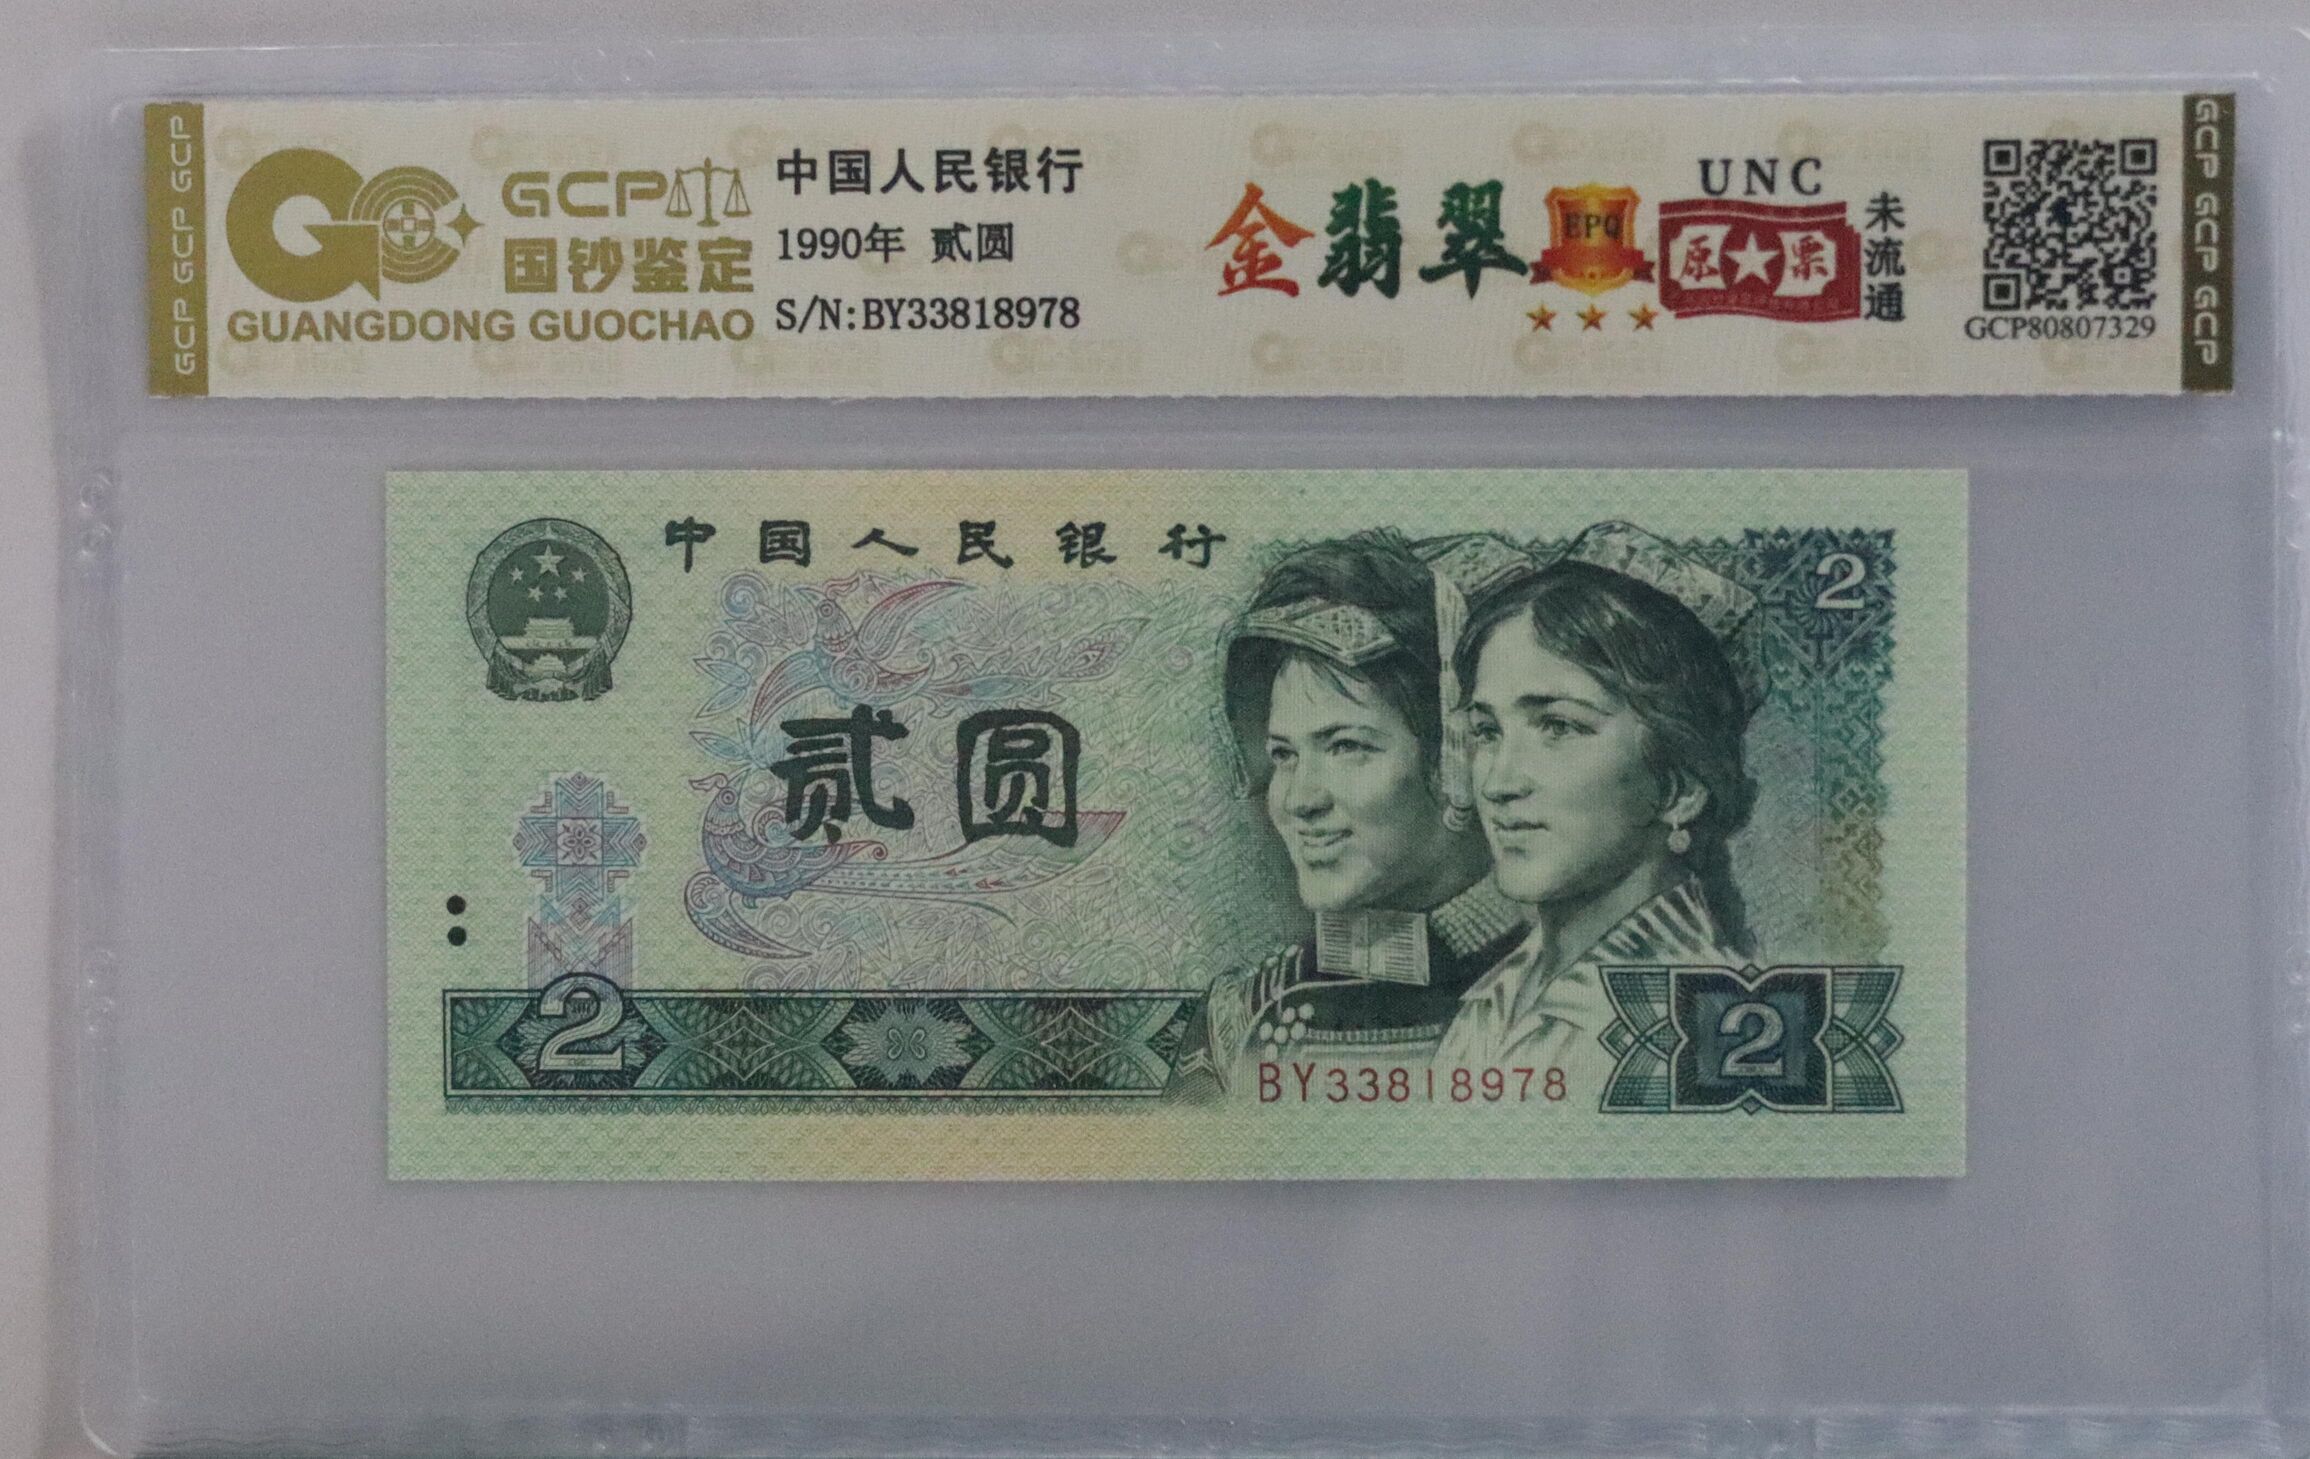 GCP GCP GCP
GCP
国钞鉴定
GUANGDONG GUOCHAO
中国人民银行
1990年 贰圆
S/N:BY33818978
金翡翠
EPQ
UNC
原★票
未流通
GCP80807329
GCP GCP GCP
中国人民银行
2
贰圆
2
BY33818978
2